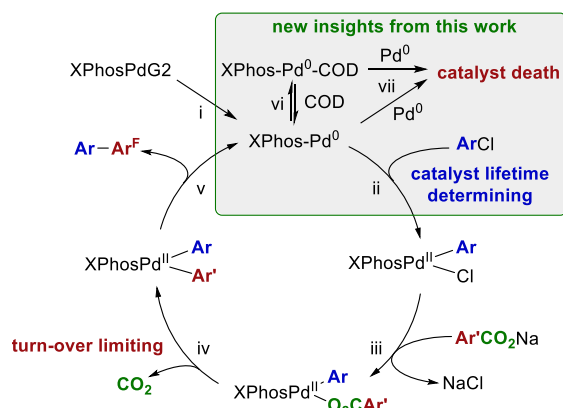 new insights from this work
XPhosPdG2
XPhos-Pd⁰-COD
Pd⁰
catalyst death
vii
vi
COD
Pd⁰
i
XPhos-Pd⁰
Ar–Arᶠ
ArCl
v
ii
catalyst lifetime
determining
Ar
XPhosPdᴵᴵ
Ar'
Ar
XPhosPdᴵᴵ
Cl
turn-over limiting
iv
iii
Ar'CO₂Na
CO₂
NaCl
Ar
XPhosPdᴵᴵ
O₂CAr'